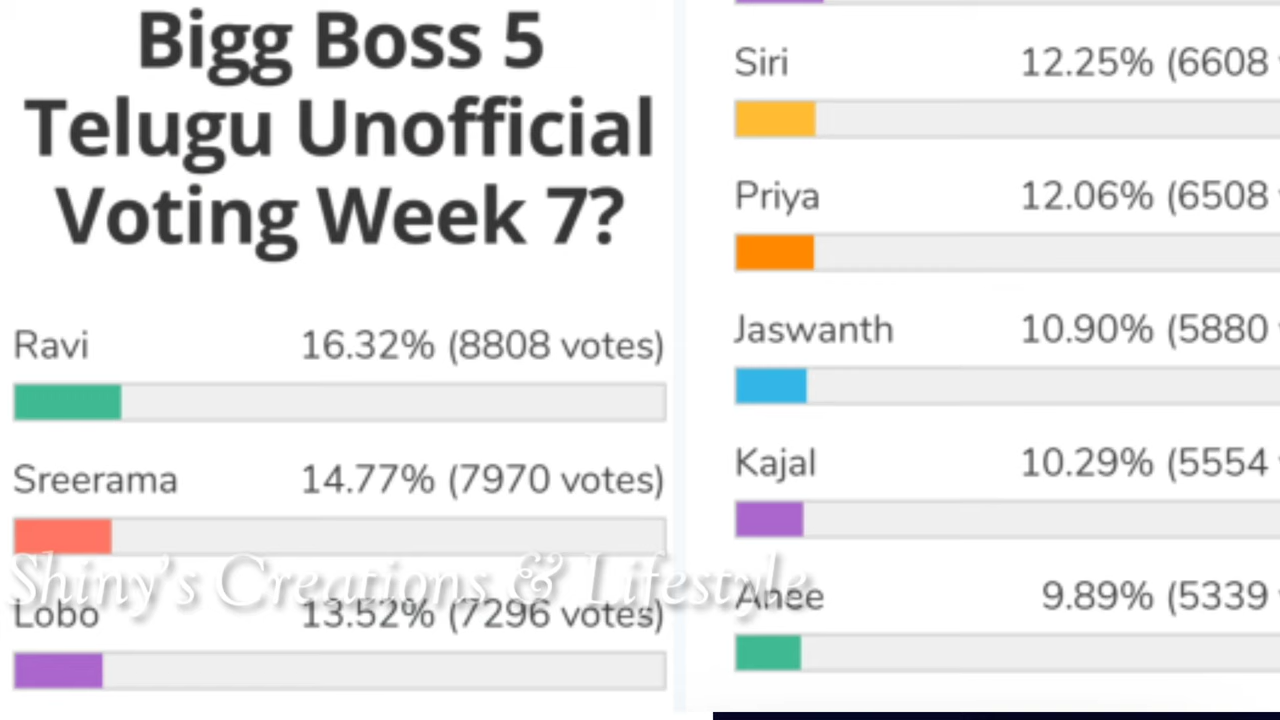 Bigg Boss 5
Telugu Unofficial
Voting Week 7?
Ravi 16.32% (8808 votes)
Sreerama 14.77% (7970 votes)
Shiny's Creations & Lifestyle
Lobo 13.52% (7296 votes)
Siri 12.25% (6608
Priya 12.06% (6508
Jaswanth 10.90% (5880
Kajal 10.29% (5554
Anee 9.89% (5339